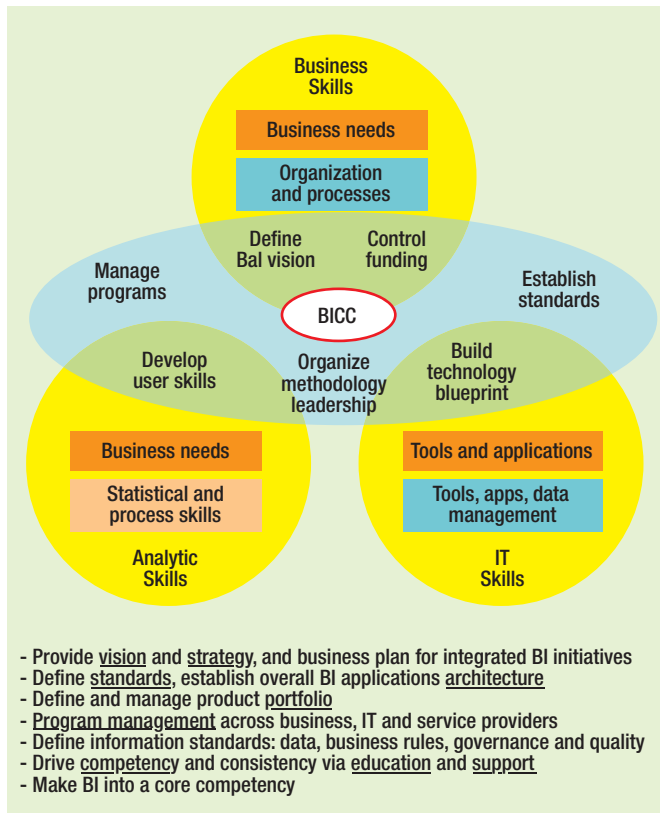 Business
Skills
Business needs
Organization
and processes
Define
Bal vision
Control
funding
Manage
programs
Establish
standards
BICC
Develop
user skills
Organize
methodology
leadership
Build
technology
blueprint
Business needs
Statistical and
process skills
Analytic
Skills
Tools and applications
Tools, apps, data
management
IT
Skills
- Provide vision and strategy, and business plan for integrated BI initiatives
- Define standards, establish overall BI applications architecture
- Define and manage product portfolio
- Program management across business, IT and service providers
- Define information standards: data, business rules, governance and quality
- Drive competency and consistency via education and support
- Make BI into a core competency